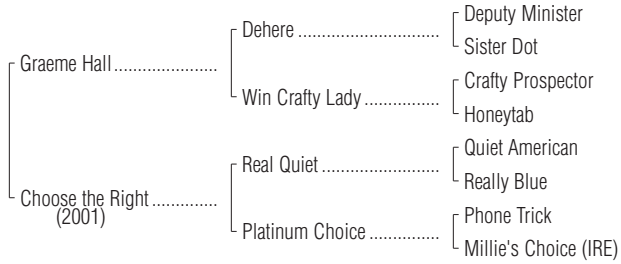 Deputy Minister
Dehere ..............................
Sister Dot
Graeme Hall .....................
Crafty Prospector
Win Crafty Lady ................
Honeytab
Quiet American
Real Quiet .........................
Really Blue
Choose the Right ..............
(2001)
Phone Trick
Platinum Choice ...............
Millie's Choice (IRE)